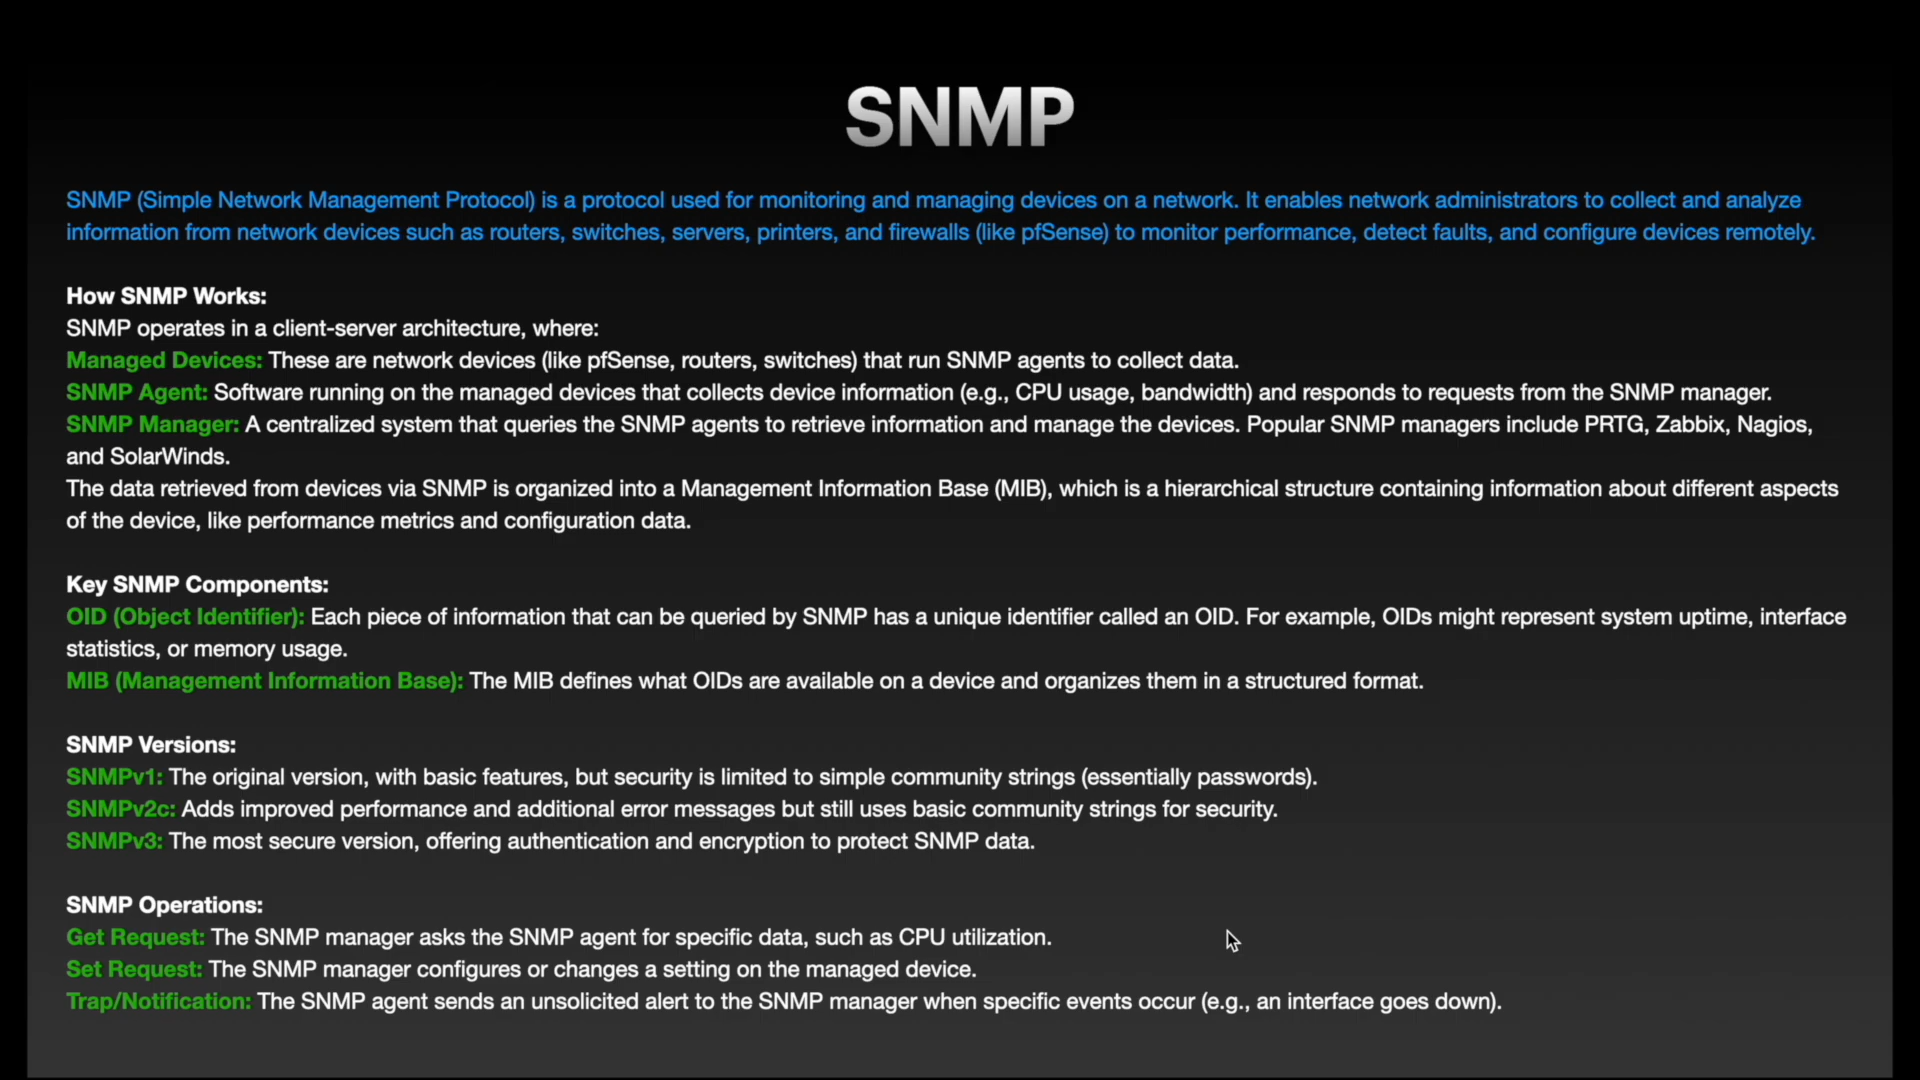 SNMP
SNMP (Simple Network Management Protocol) is a protocol used for monitoring and managing devices on a network. It enables network administrators to collect and analyze
information from network devices such as routers, switches, servers, printers, and firewalls (like pfSense) to monitor performance, detect faults, and configure devices remotely.
How SNMP Works:
SNMP operates in a client-server architecture, where:
Managed Devices: These are network devices (like pfSense, routers, switches) that run SNMP agents to collect data.
SNMP Agent: Software running on the managed devices that collects device information (e.g., CPU usage, bandwidth) and responds to requests from the SNMP manager.
SNMP Manager: A centralized system that queries the SNMP agents to retrieve information and manage the devices. Popular SNMP managers include PRTG, Zabbix, Nagios,
and SolarWinds.
The data retrieved from devices via SNMP is organized into a Management Information Base (MIB), which is a hierarchical structure containing information about different aspects
of the device, like performance metrics and configuration data.
Key SNMP Components:
OID (Object Identifier): Each piece of information that can be queried by SNMP has a unique identifier called an OID. For example, OIDs might represent system uptime, interface
statistics, or memory usage.
MIB (Management Information Base): The MIB defines what OIDs are available on a device and organizes them in a structured format.
SNMP Versions:
SNMPv1: The original version, with basic features, but security is limited to simple community strings (essentially passwords).
SNMPv2c: Adds improved performance and additional error messages but still uses basic community strings for security.
SNMPv3: The most secure version, offering authentication and encryption to protect SNMP data.
SNMP Operations:
Get Request: The SNMP manager asks the SNMP agent for specific data, such as CPU utilization.
Set Request: The SNMP manager configures or changes a setting on the managed device.
Trap/Notification: The SNMP agent sends an unsolicited alert to the SNMP manager when specific events occur (e.g., an interface goes down).